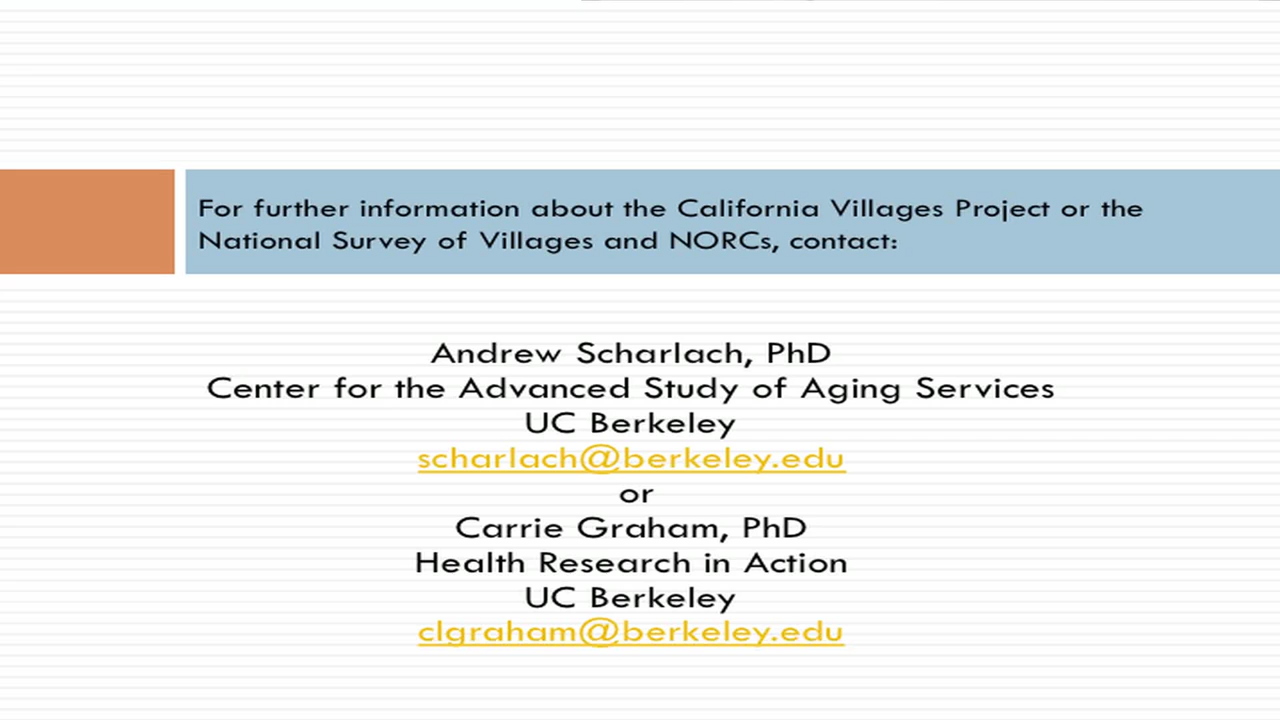 For further information about the California Villages Project or the
National Survey of Villages and NORCs, contact:
Andrew Scharlach, PhD
Center for the Advanced Study of Aging Services
UC Berkeley
scharlach@berkeley.edu
or
Carrie Graham, PhD
Health Research in Action
UC Berkeley
clgraham@berkeley.edu